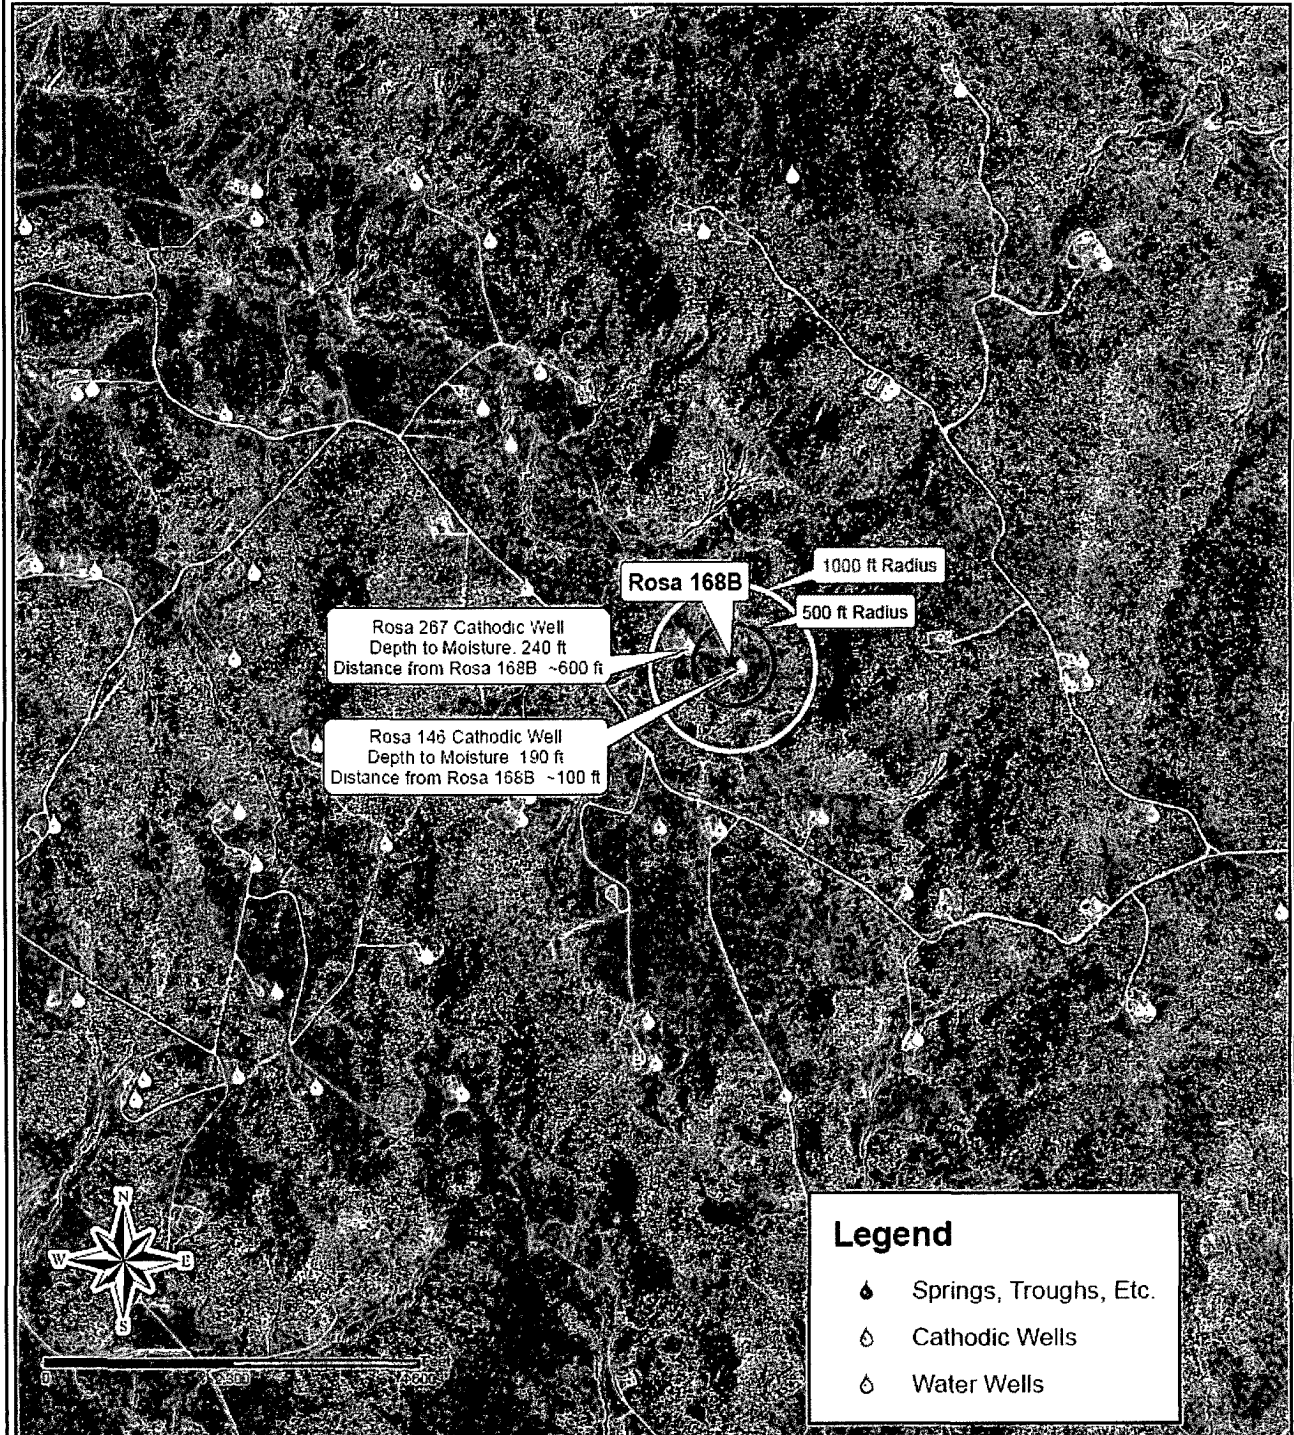 Rosa 168B
1000 ft Radius
500 ft Radius
Rosa 267 Cathodic Well
Depth to Moisture. 240 ft
Distance from Rosa 168B ~600 ft
Rosa 146 Cathodic Well
Depth to Moisture 190 ft
Distance from Rosa 168B ~100 ft
N
W
E
S
0
Legend
Springs, Troughs, Etc.
Cathodic Wells
Water Wells